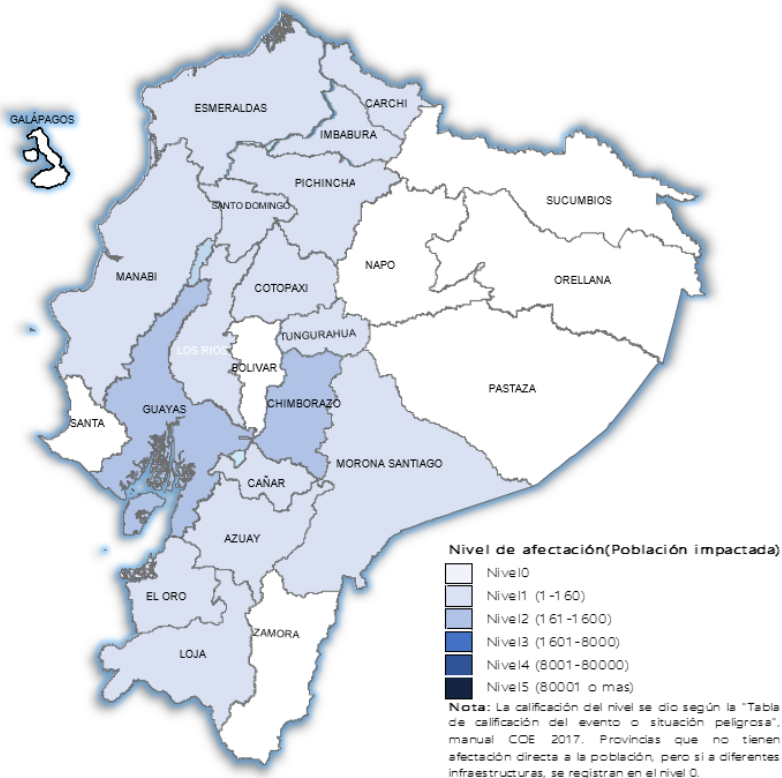 ESMERALDAS
CARCHI
GALÁPAGOS
IMBABURA
PICHINCHA
SUCUMBIOS
SANTO DOMINGO
NAPO
MANABI
ORELLANA
COTOPAXI
TUNGURAHUA
LOS RIOS
BOLIVAR
PASTAZA
CHIMBORAZO
GUAYAS
SANTA
MORONA SANTIAGO
CAÑAR
AZUAY
EL ORO
ZAMORA
LOJA
Nivel de afectación(Población impactada)
Nivel0
Nivel1 (1-160)
Nivel2 (161-1600)
Nivel3 (1601-8000)
Nivel4 (8001-80000)
Nivel5 (80001 o mas)
Nota: La calificación del nivel se dio según la "Tabla
de calificación del evento o situación peligrosa",
manual COE 2017. Provincias que no tienen
afectación directa a la población, pero si a diferentes
infraestructuras, se registran en el nivel 0.